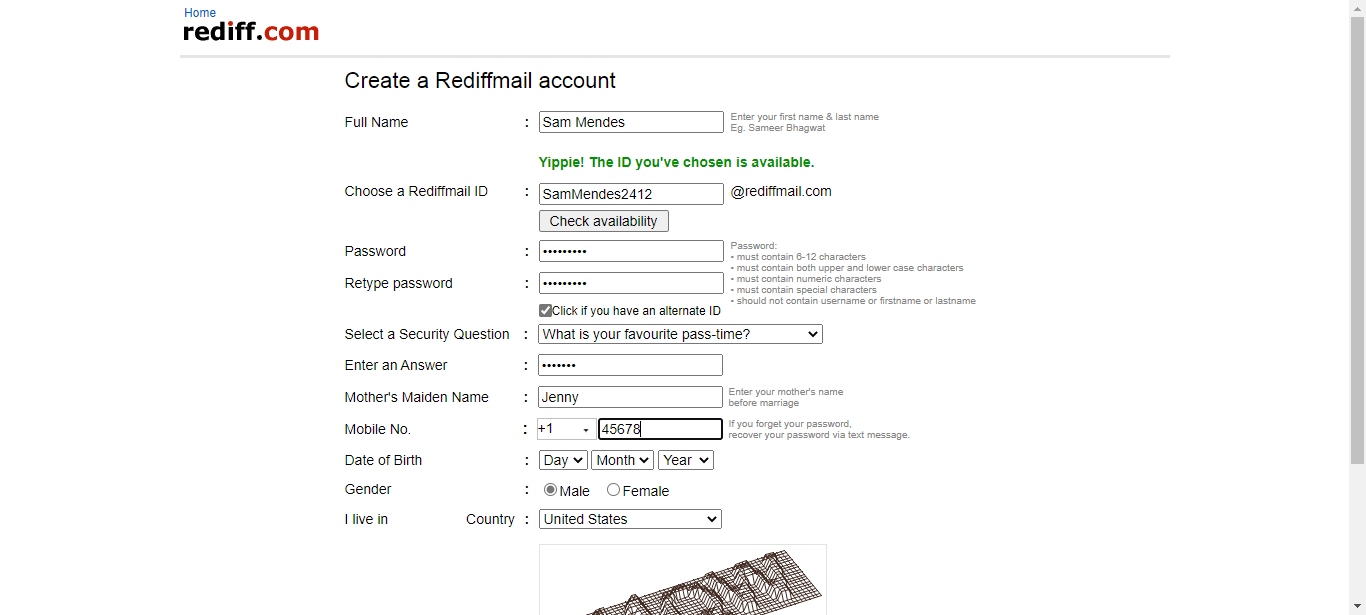 Home
rediff.com
Create a Rediffmail account
Full Name : Sam Mendes Enter your first name & last name
Eg. Sameer Bhagwat
Yippie! The ID you've chosen is available.
Choose a Rediffmail ID : SamMendes2412 @rediffmail.com
Check availability
Password : ••••••••• Password:
• must contain 6-12 characters
• must contain both upper and lower case characters
• must contain numeric characters
• must contain special characters
• should not contain username or firstname or lastname
Retype password : •••••••••
Click if you have an alternate ID
Select a Security Question : What is your favourite pass-time?
Enter an Answer : •••••••
Mother's Maiden Name : Jenny Enter your mother's name
before marriage
Mobile No. : +1 45678 If you forget your password,
recover your password via text message.
Date of Birth : Day Month Year
Gender : Male Female
I live in Country : United States